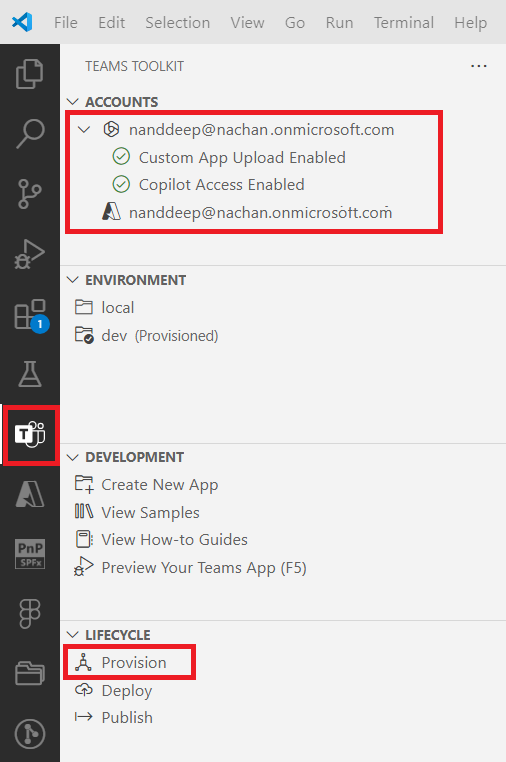 File Edit Selection View Go Run Terminal Help
TEAMS TOOLKIT
ACCOUNTS
nanddeep@nachan.onmicrosoft.com
Custom App Upload Enabled
Copilot Access Enabled
nanddeep@nachan.onmicrosoft.com
ENVIRONMENT
local
dev (Provisioned)
1
T
DEVELOPMENT
Create New App
View Samples
View How-to Guides
Preview Your Teams App (F5)
PnP
SPFx
LIFECYCLE
Provision
Deploy
Publish